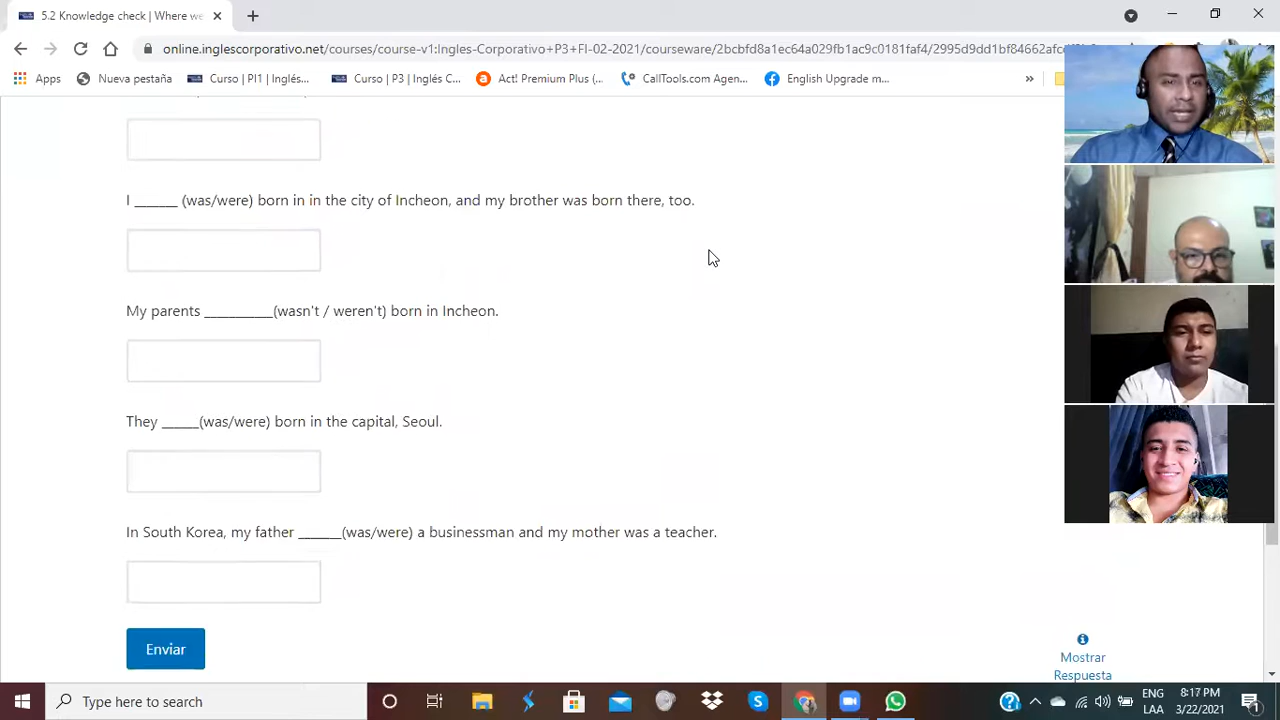 5.2 Knowledge check | Where we
online.inglescorporativo.net/courses/course-v1:Ingles-Corporativo+P3+FI-02-2021/courseware/2bcbfd8a1ec64a029fb1ac9c0181faf4/2995d9dd1bf84662afc
Apps Nueva pestaña Curso | PI1 | Inglés... Curso | P3 | Inglés C... Act! Premium Plus (... CallTools.com Agen... English Upgrade m... »
I _______ (was/were) born in in the city of Incheon, and my brother was born there, too.
My parents ___________(wasn't / weren't) born in Incheon.
They ______(was/were) born in the capital, Seoul.
In South Korea, my father _______(was/were) a businessman and my mother was a teacher.
Enviar
Mostrar
Respuesta
Type here to search
ENG 8:17 PM
LAA 3/22/2021